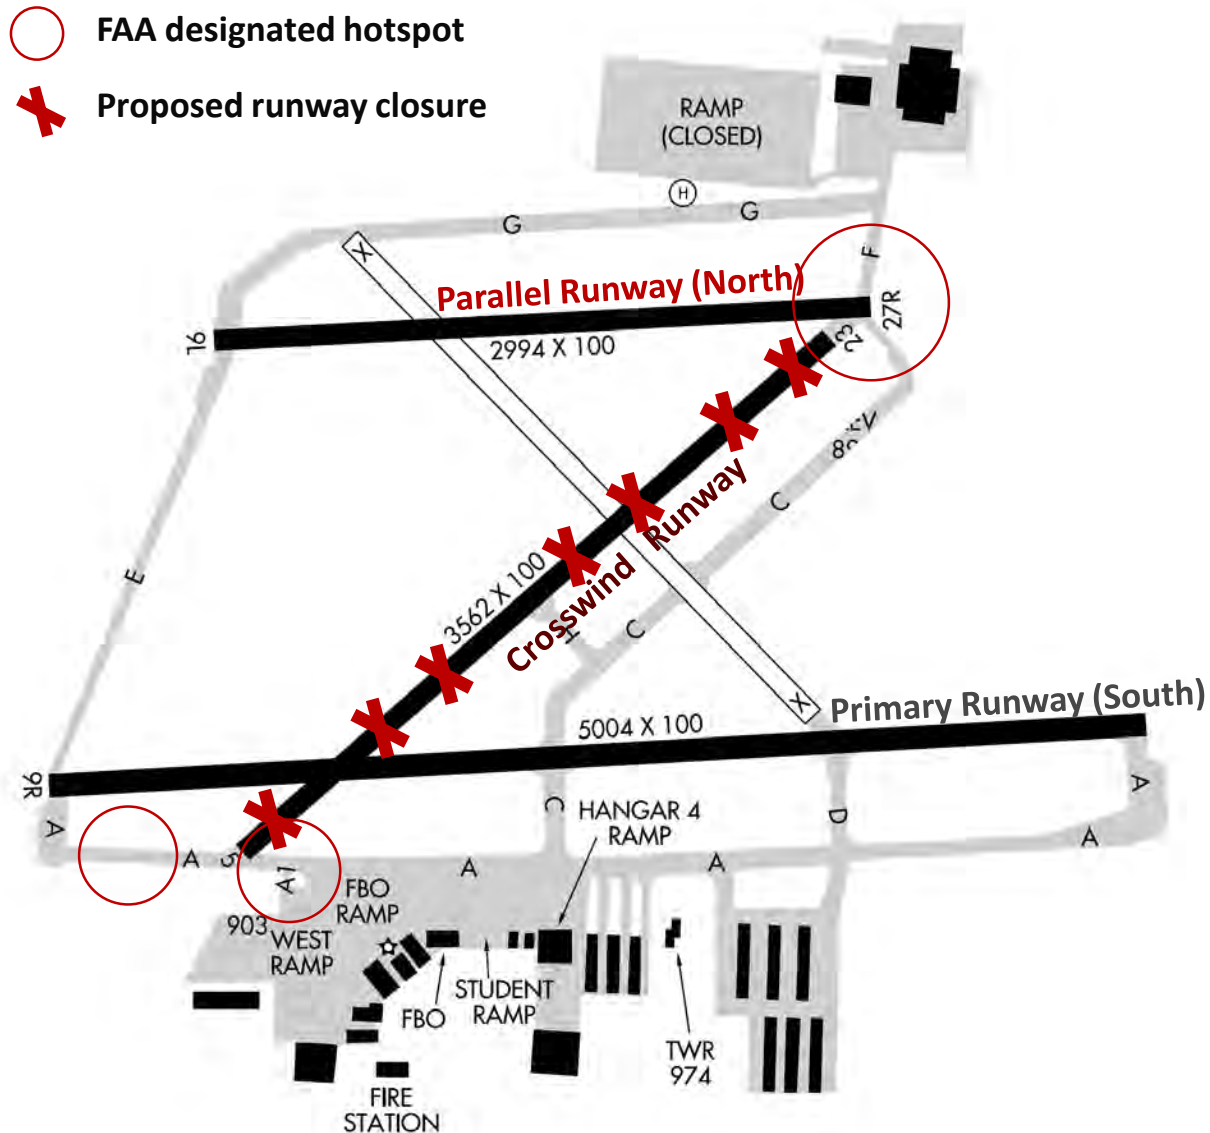 FAA designated hotspot
Proposed runway closure
RAMP
(CLOSED)
H
G
G
F
X
Parallel Runway (North)
27R
9L
2994 X 100
23
C
E
3562 X 100
Crosswind Runway
H
C
X
Primary Runway (South)
5004 X 100
9R
A
A
5
A1
C
HANGAR 4
RAMP
D
A
A
A
A
903
FBO
RAMP
WEST
RAMP
FBO
STUDENT
RAMP
TWR
974
FIRE
STATION